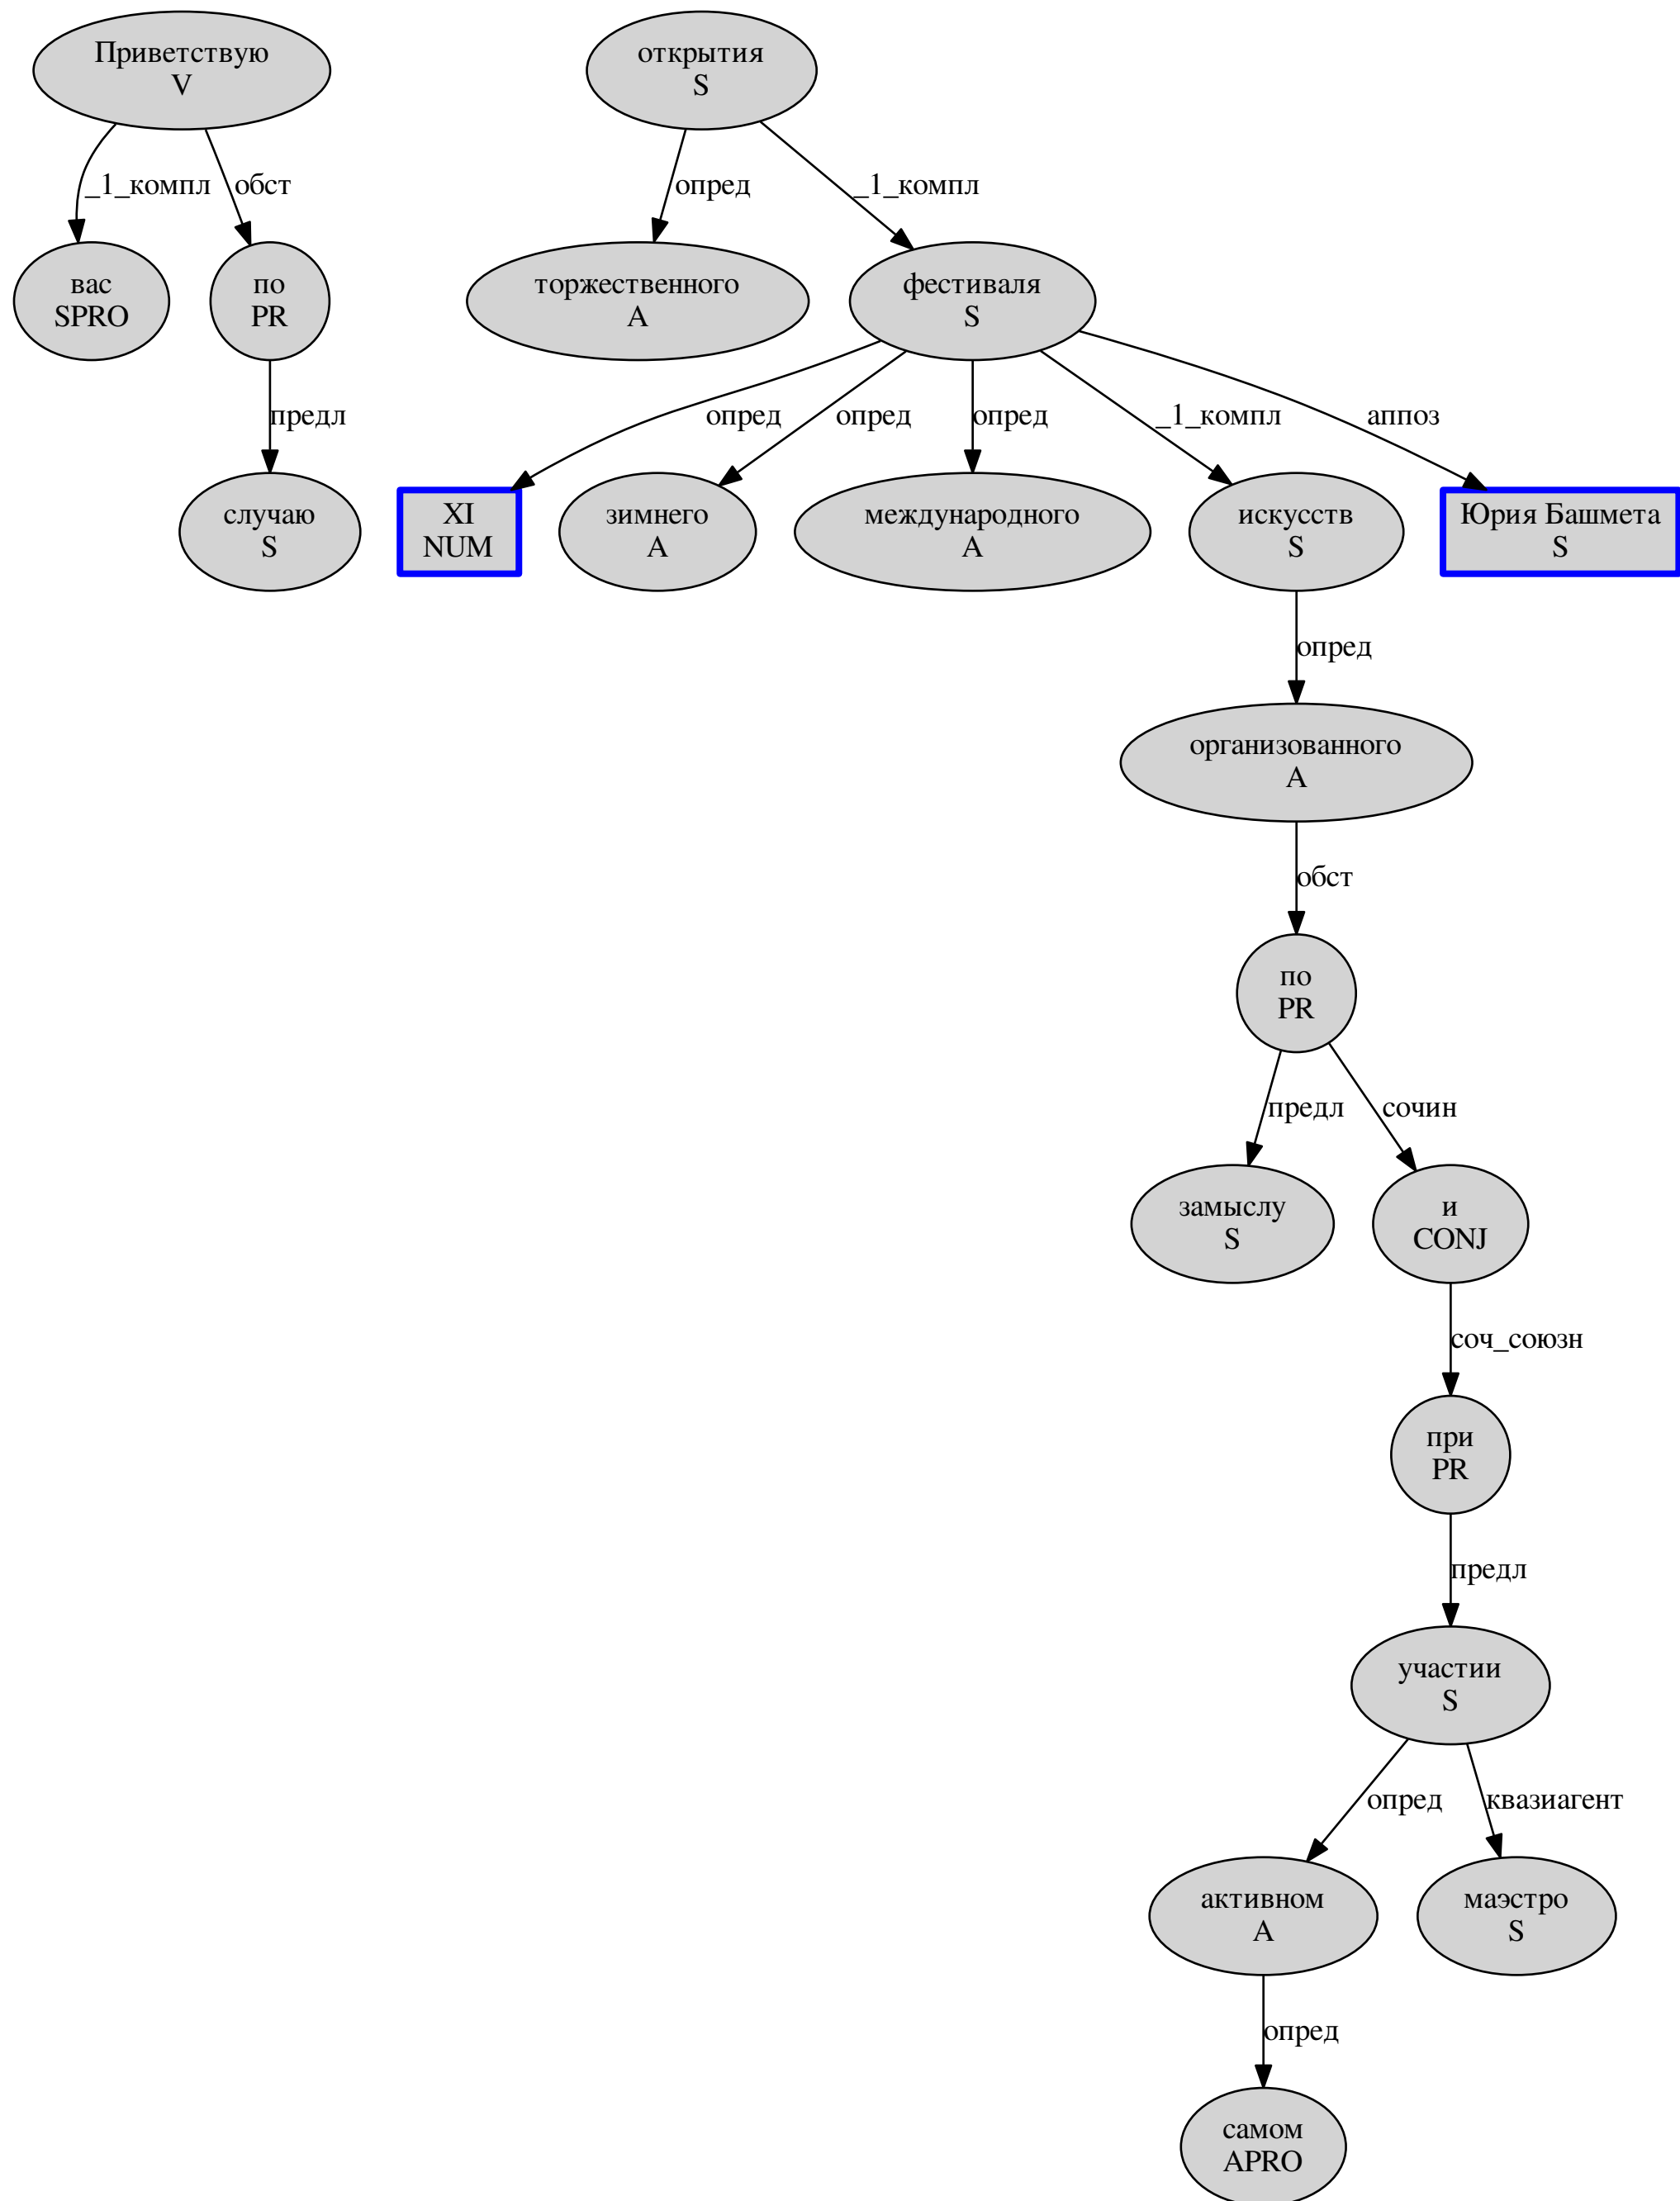 Приветствую
V
открытия
S
_1_компл
обст
опред
_1_компл
вас
SPRO
по
PR
торжественного
A
фестиваля
S
предл
опред
опред
опред
_1_компл
аппоз
случаю
S
XI
NUM
зимнего
A
международного
A
искусств
S
Юрия Башмета
S
опред
организованного
A
обст
по
PR
предл
сочин
замыслу
S
и
CONJ
соч_союзн
при
PR
предл
участии
S
опред
квазиагент
активном
A
маэстро
S
опред
самом
APRO